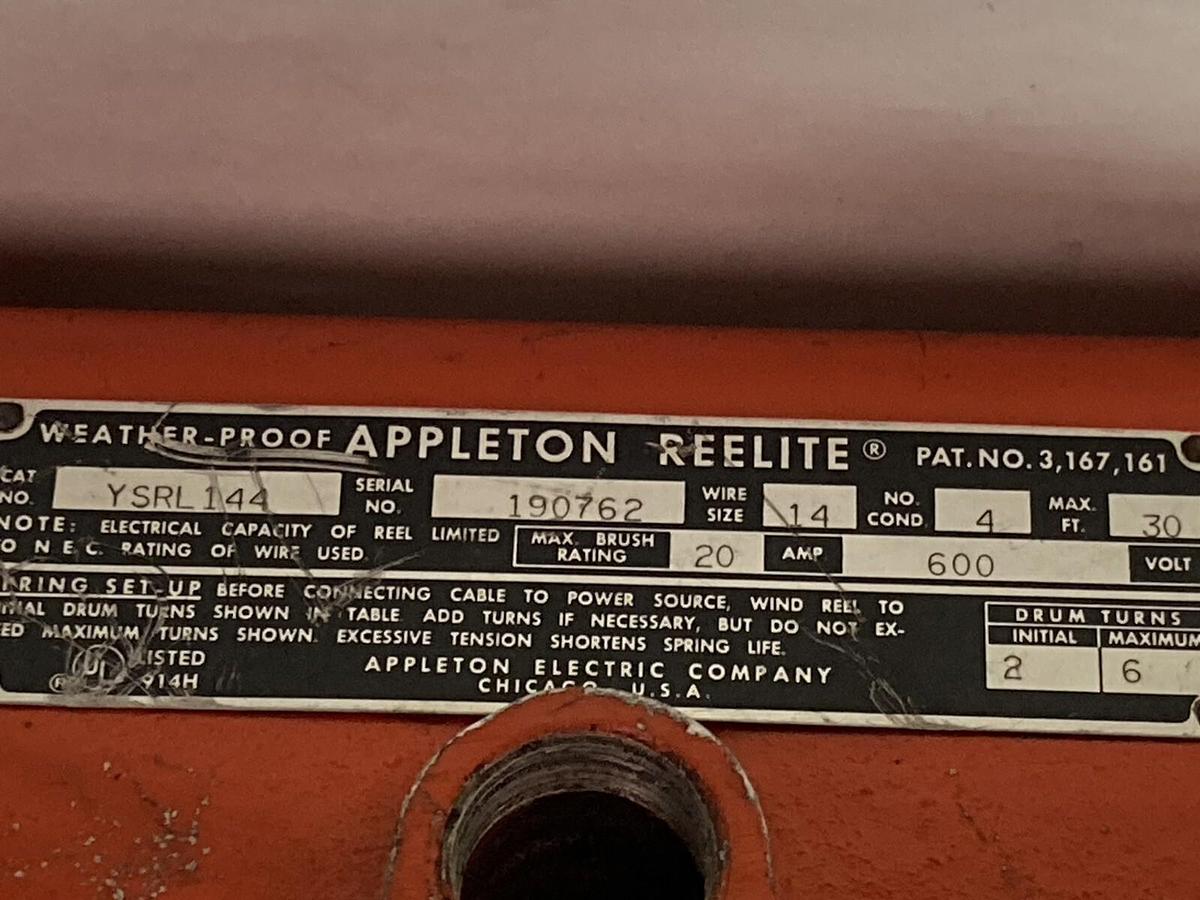 WEATHER-PROOF APPLETON REELITE® PAT. NO. 3,167,161
CAT NO. YSRL144 SERIAL NO. 190762 WIRE SIZE 14 NO. COND. 4 MAX. FT. 30
NOTE: ELECTRICAL CAPACITY OF REEL LIMITED
O N E C. RATING OF WIRE USED.
MAX. BRUSH RATING 20 AMP 600 VOLT
RING SET-UP BEFORE CONNECTING CABLE TO POWER SOURCE, WIND REEL TO
DRUM TURNS SHOWN IN TABLE. ADD TURNS IF NECESSARY, BUT DO NOT EX-
ED MAXIMUM TURNS SHOWN. EXCESSIVE TENSION SHORTENS SPRING LIFE.
DRUM TURNS
INITIAL MAXIMUM
2 6
UL LISTED
® 914H
APPLETON ELECTRIC COMPANY
CHICAGO U.S.A.